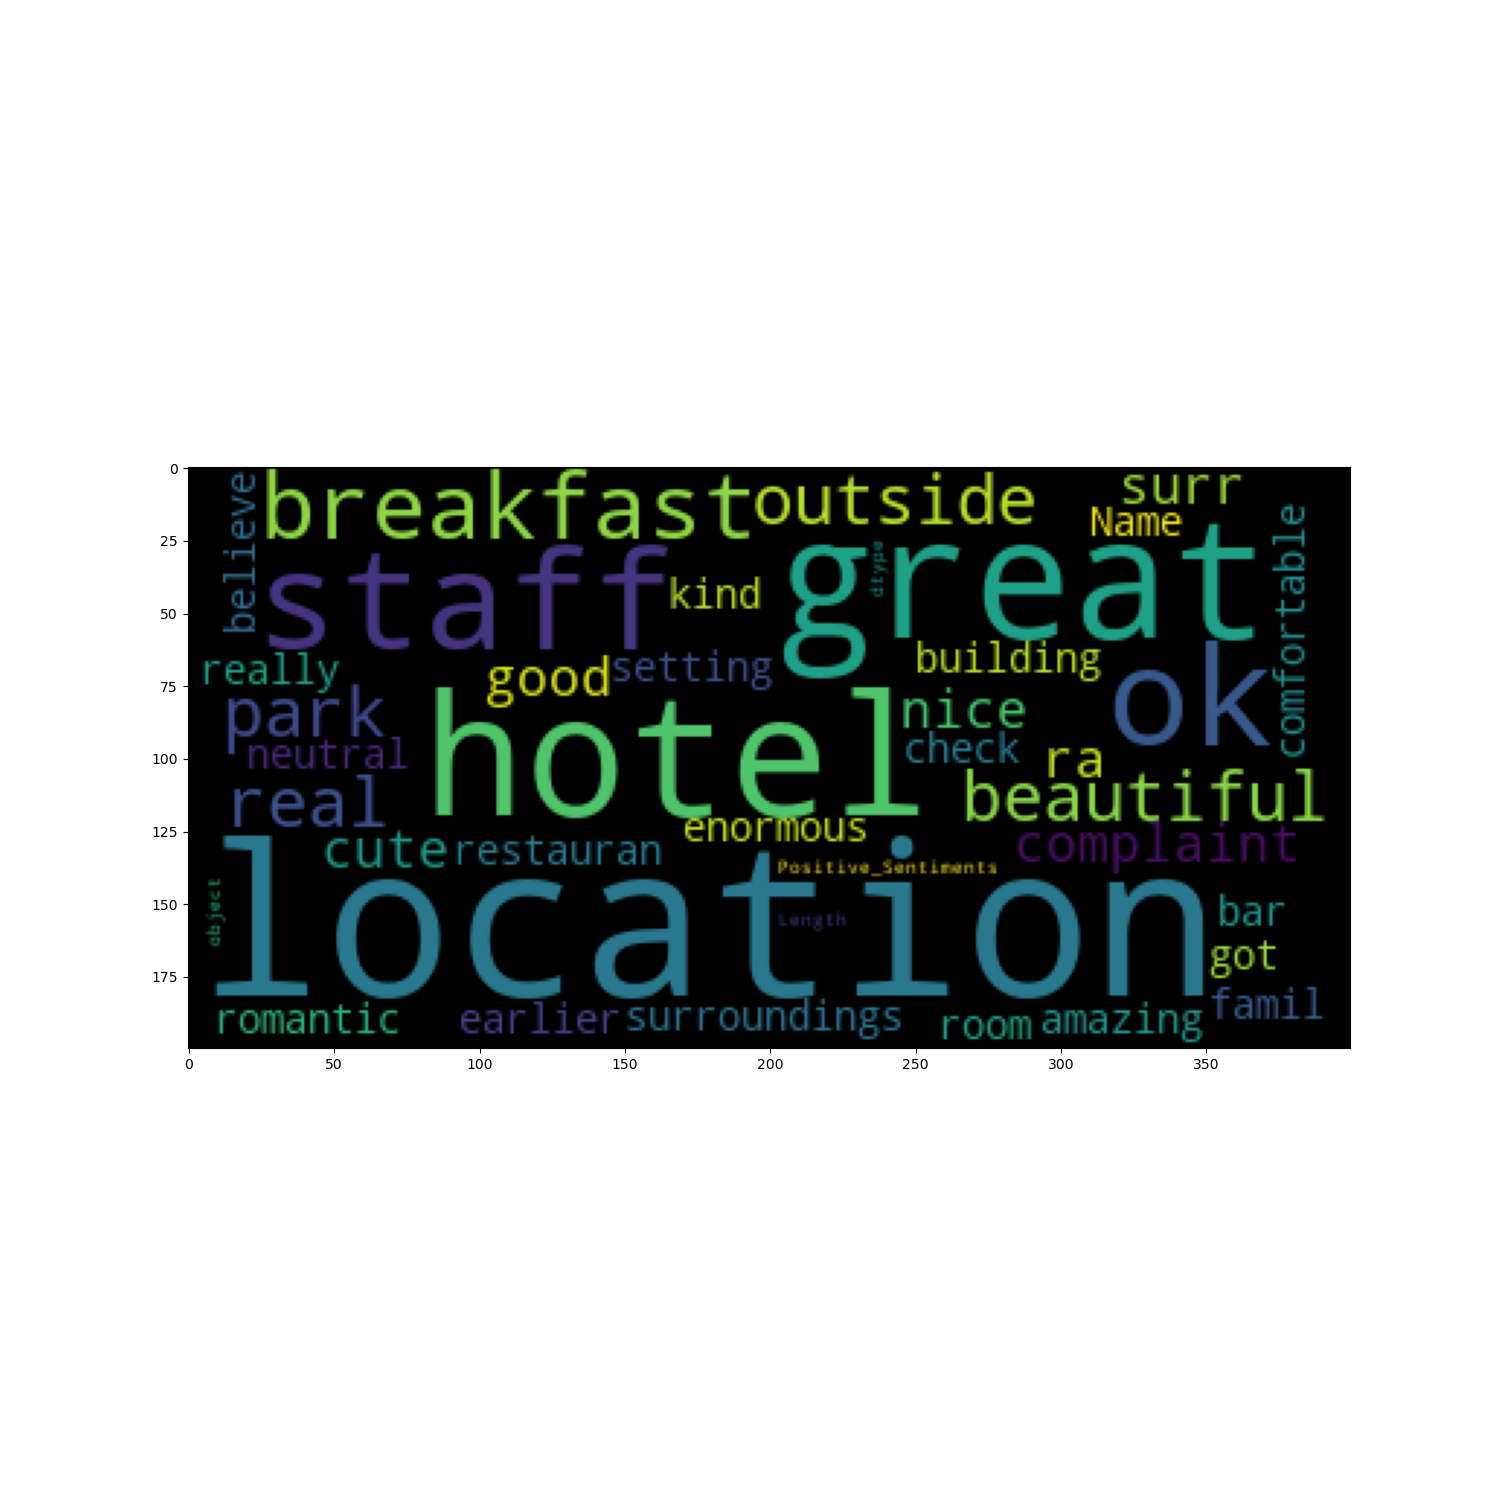 0
25
50
75
100
125
150
175
0 50 100 150 200 250 300 350
believe
breakfast
outside
surr
Name
comfortable
staff
kind
great
dtype
really
good
setting
building
ok
park
neutral
hotel
nice
check
ra
real
beautiful
enormous
cute
restauran
complaint
Positive_Sentiments
object
location
Length
bar
got
famil
romantic
earlier
surroundings
room
amazing